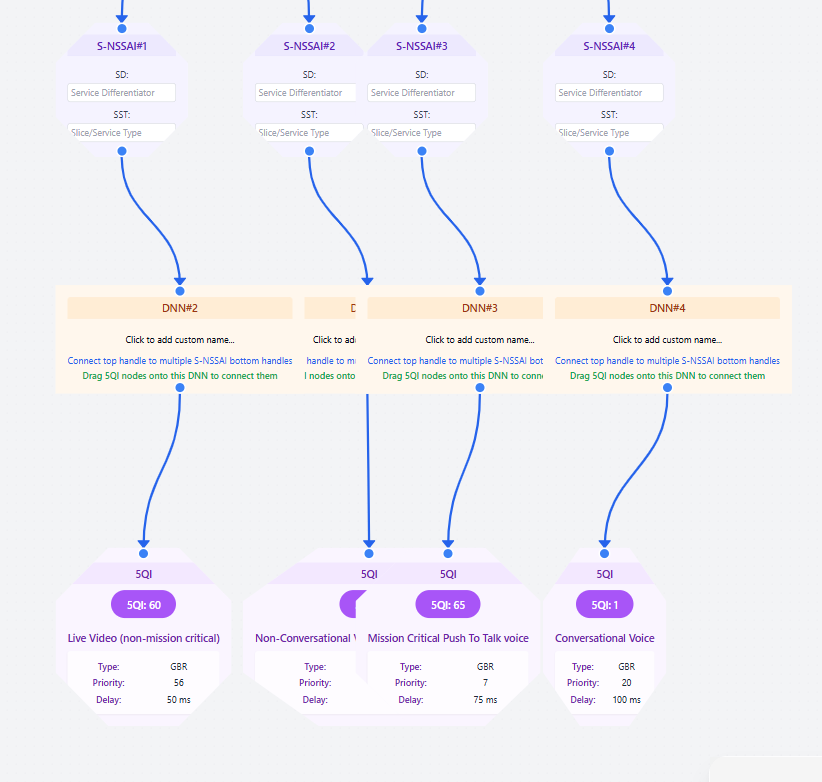 S-NSSAI#1
SD:
Service Differentiator
SST:
Slice/Service Type
S-NSSAI#2
SD:
Service Differentiator
SST:
Slice/Service Type
S-NSSAI#3
SD:
Service Differentiator
SST:
Slice/Service Type
S-NSSAI#4
SD:
Service Differentiator
SST:
Slice/Service Type
DNN#2
Click to add custom name...
Connect top handle to multiple S-NSSAI bottom handles
Drag 5QI nodes onto this DNN to connect them
Click to
handle to
nodes onto
DNN#3
Click to add custom name...
Connect top handle to multiple S-NSSAI
Drag 5QI nodes onto this DNN to
DNN#4
Click to add custom name...
Connect top handle to multiple S-NSSAI bottom handles
Drag 5QI nodes onto this DNN to connect them
5QI
5QI: 60
Live Video (non-mission critical)
Type: GBR
Priority: 56
Delay: 50 ms
5QI
Non-Conversational
Type:
Priority:
Delay:
5QI
5QI: 65
Mission Critical Push To Talk voice
Type: GBR
Priority: 7
Delay: 75 ms
5QI
5QI: 1
Conversational Voice
Type: GBR
Priority: 20
Delay: 100 ms